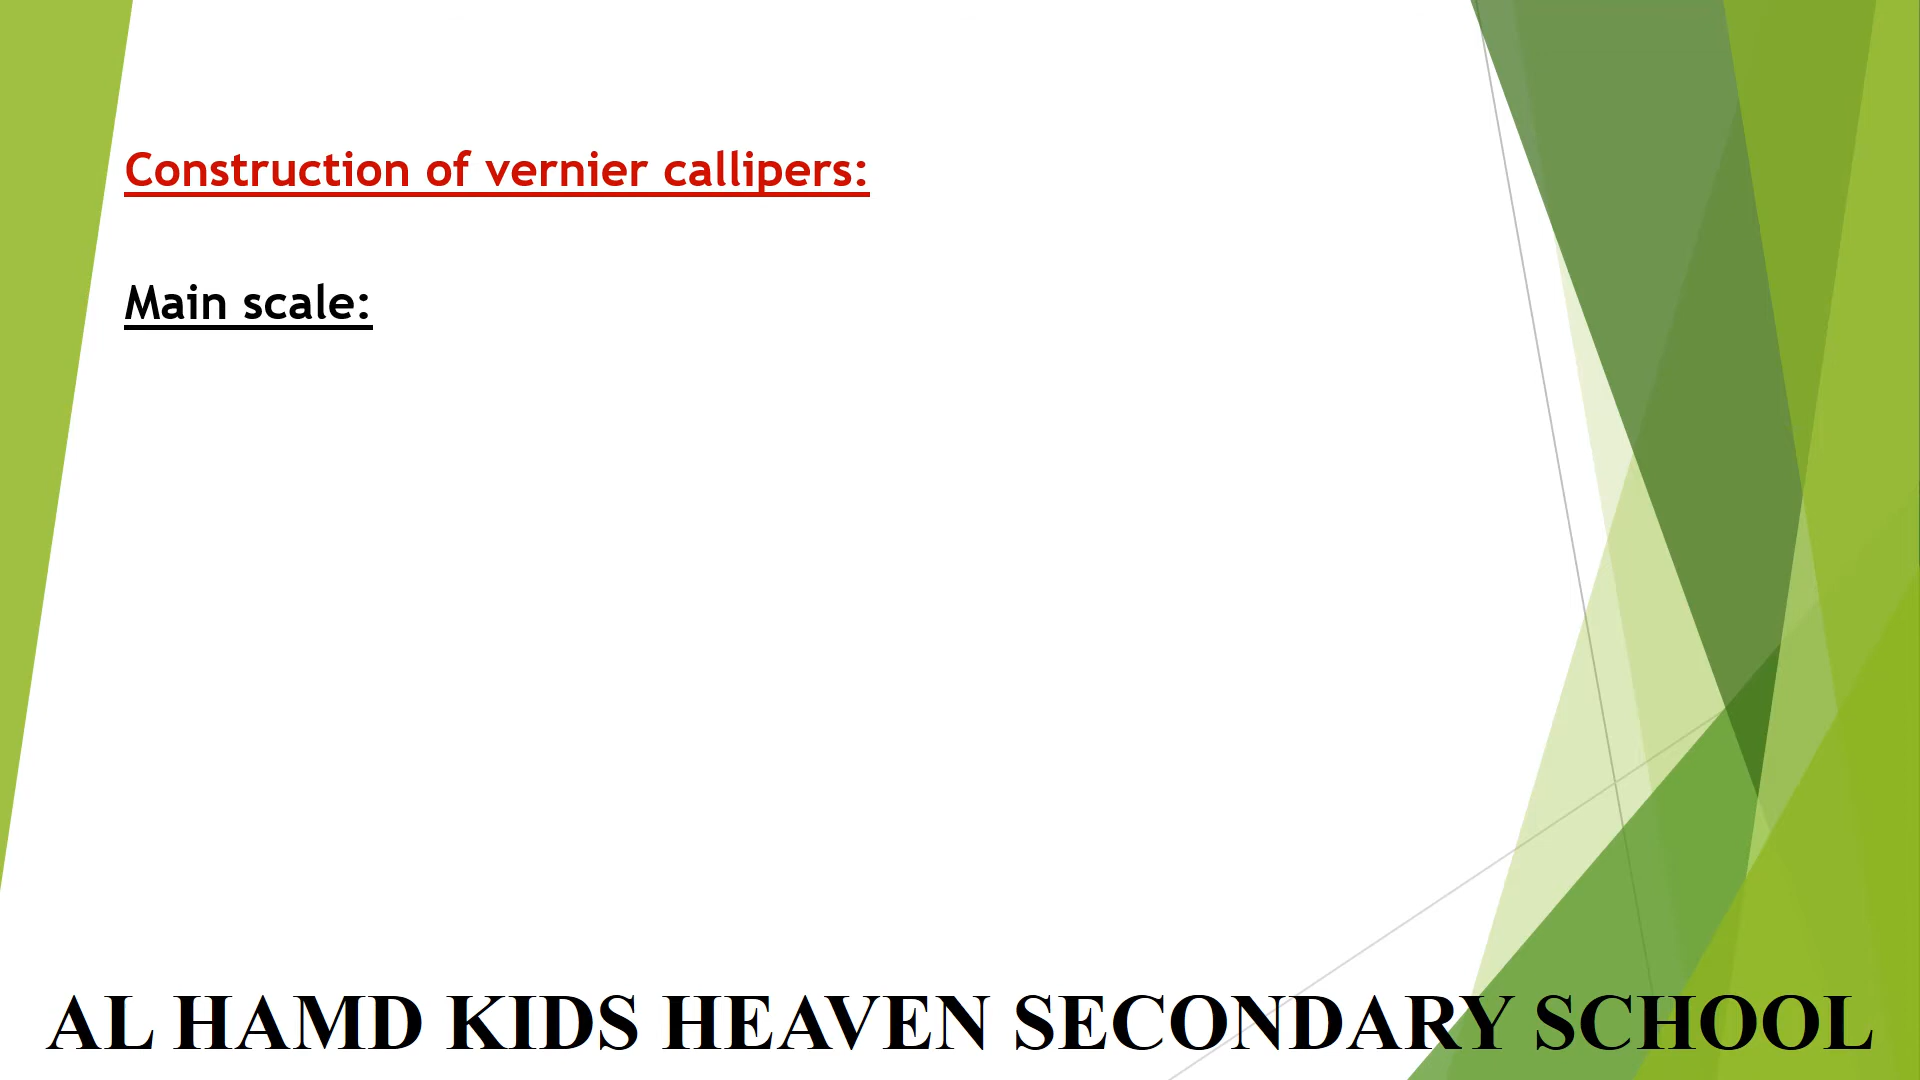 Construction of vernier callipers:
Main scale:
AL HAMD KIDS HEAVEN SECONDARY SCHOOL